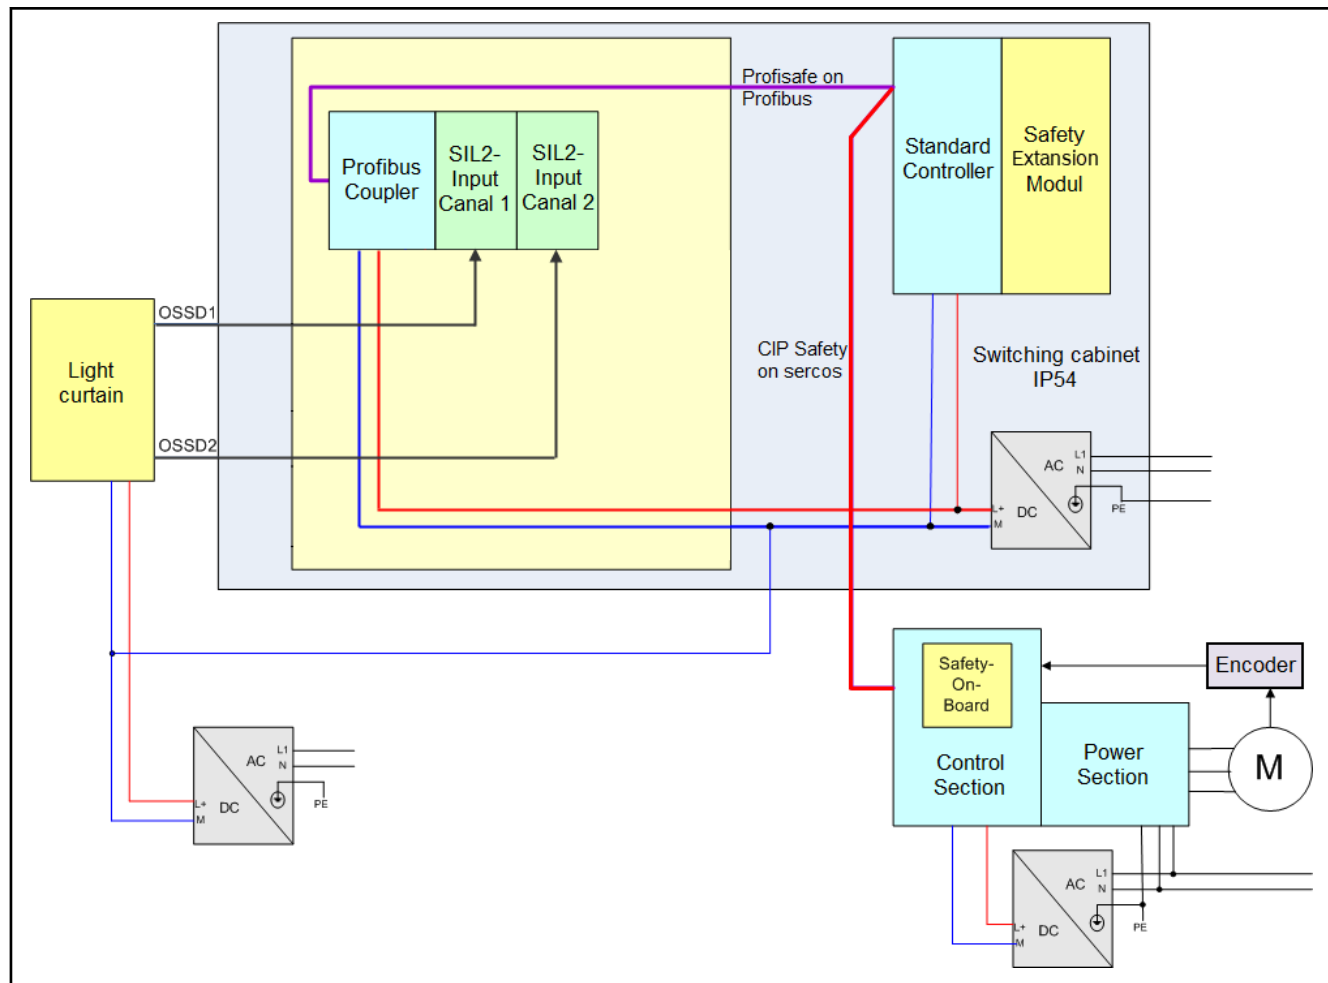 Profisafe on
Profibus
Standard
Controller
Safety
Extansion
Modul
Profibus
Coupler
SIL2-
Input
Canal 1
SIL2-
Input
Canal 2
OSSD1
Light
curtain
OSSD2
CIP Safety
on sercos
Switching cabinet
IP54
AC
DC
L1
N
PE
L+
M
Safety-
On-
Board
Control
Section
Power
Section
Encoder
M
AC
DC
L1
N
PE
L+
M
AC
DC
L1
N
PE
L+
M